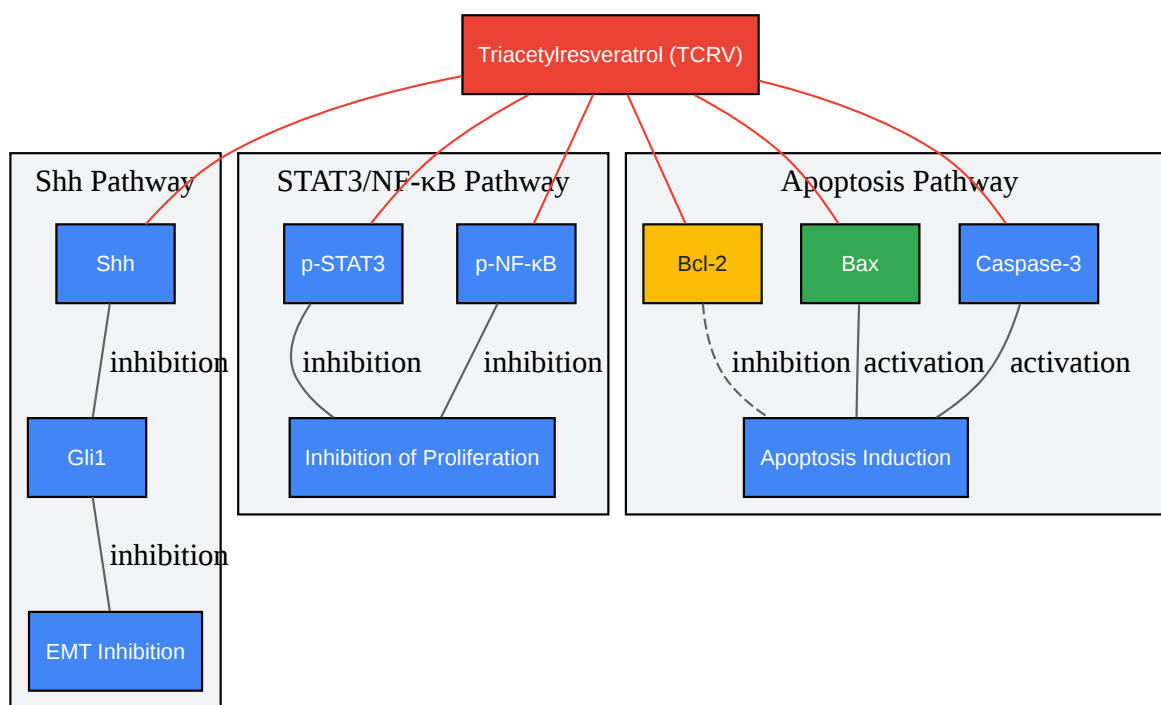 Triacetylresveratrol (TCRV)
Shh Pathway
STAT3/NF-κB Pathway
Apoptosis Pathway
Shh
p-STAT3
p-NF-κB
Bcl-2
Bax
Caspase-3
inhibition
inhibition
inhibition
inhibition
activation
activation
Gli1
Inhibition of Proliferation
Apoptosis Induction
inhibition
EMT Inhibition